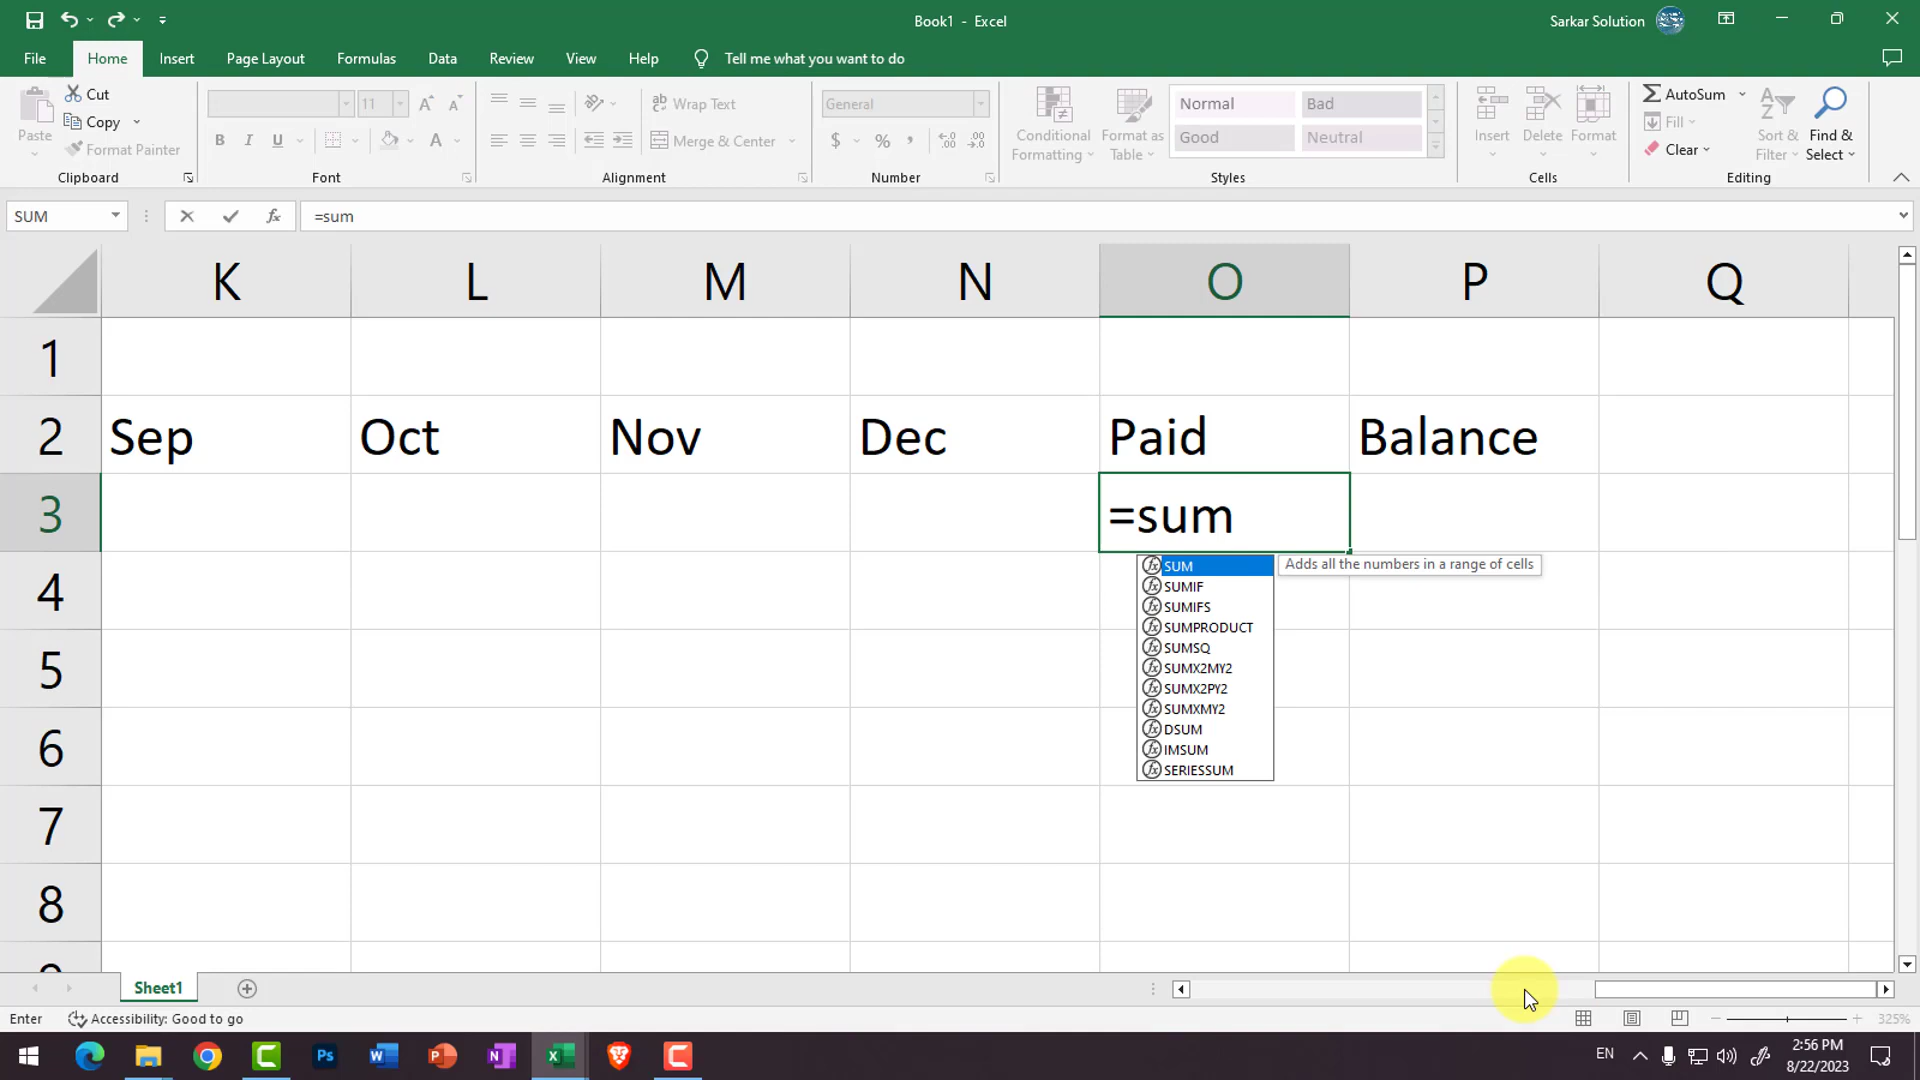 Book1 - Excel
Sarkar Solution
File Home Insert Page Layout Formulas Data Review View Help Tell me what you want to do
Paste
Cut
Copy
Format Painter
Clipboard
11
B I U
A
Font
Wrap Text
Merge & Center
Alignment
General
$ % ,
Number
Conditional Formatting
Format as Table
Normal Bad
Good Neutral
Styles
Insert Delete Format
Cells
AutoSum
Fill
Clear
Sort & Filter
Find & Select
Editing
SUM fx =sum
K L M N O P Q
1
2 Sep Oct Nov Dec Paid Balance
3 =sum
SUM Adds all the numbers in a range of cells
SUMIF
4 SUMIFS
SUMPRODUCT
SUMSQ
5 SUMX2MY2
SUMX2PY2
SUMXMY2
6 DSUM
IMSUM
SERIESSUM
7
8
9
Sheet1
Enter Accessibility: Good to go 325%
Ps
EN 2:56 PM
8/22/2023